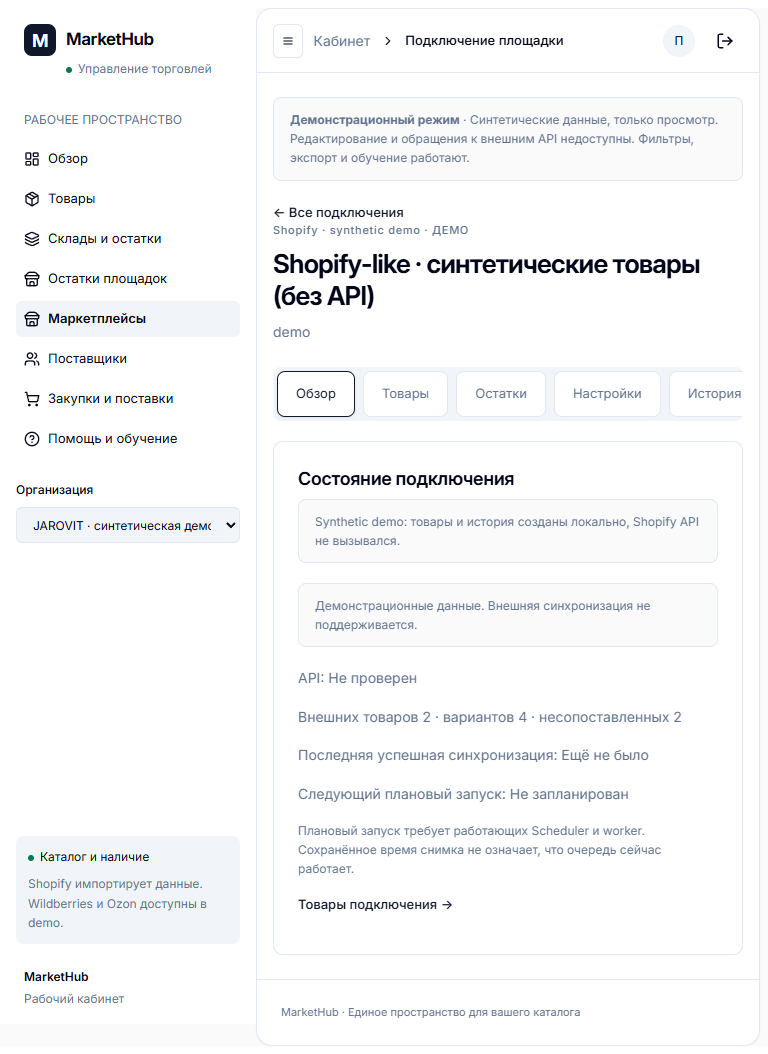 M MarketHub
Управление торговлей
РАБОЧЕЕ ПРОСТРАНСТВО
Обзор
Товары
Склады и остатки
Остатки площадок
Маркетплейсы
Поставщики
Закупки и поставки
Помощь и обучение
Организация
JAROVIT · синтетическая демо
Каталог и наличие
Shopify импортирует данные.
Wildberries и Ozon доступны в
demo.
MarketHub
Рабочий кабинет
Кабинет > Подключение площадки
П
Демонстрационный режим · Синтетические данные, только просмотр.
Редактирование и обращения к внешним API недоступны. Фильтры,
экспорт и обучение работают.
← Все подключения
Shopify · synthetic demo · ДЕМО
Shopify-like · синтетические товары
(без API)
demo
Обзор Товары Остатки Настройки История
Состояние подключения
Synthetic demo: товары и история созданы локально, Shopify API
не вызывался.
Демонстрационные данные. Внешняя синхронизация не
поддерживается.
API: Не проверен
Внешних товаров 2 · вариантов 4 · несопоставленных 2
Последняя успешная синхронизация: Ещё не было
Следующий плановый запуск: Не запланирован
Плановый запуск требует работающих Scheduler и worker.
Сохранённое время снимка не означает, что очередь сейчас
работает.
Товары подключения →
MarketHub · Единое пространство для вашего каталога